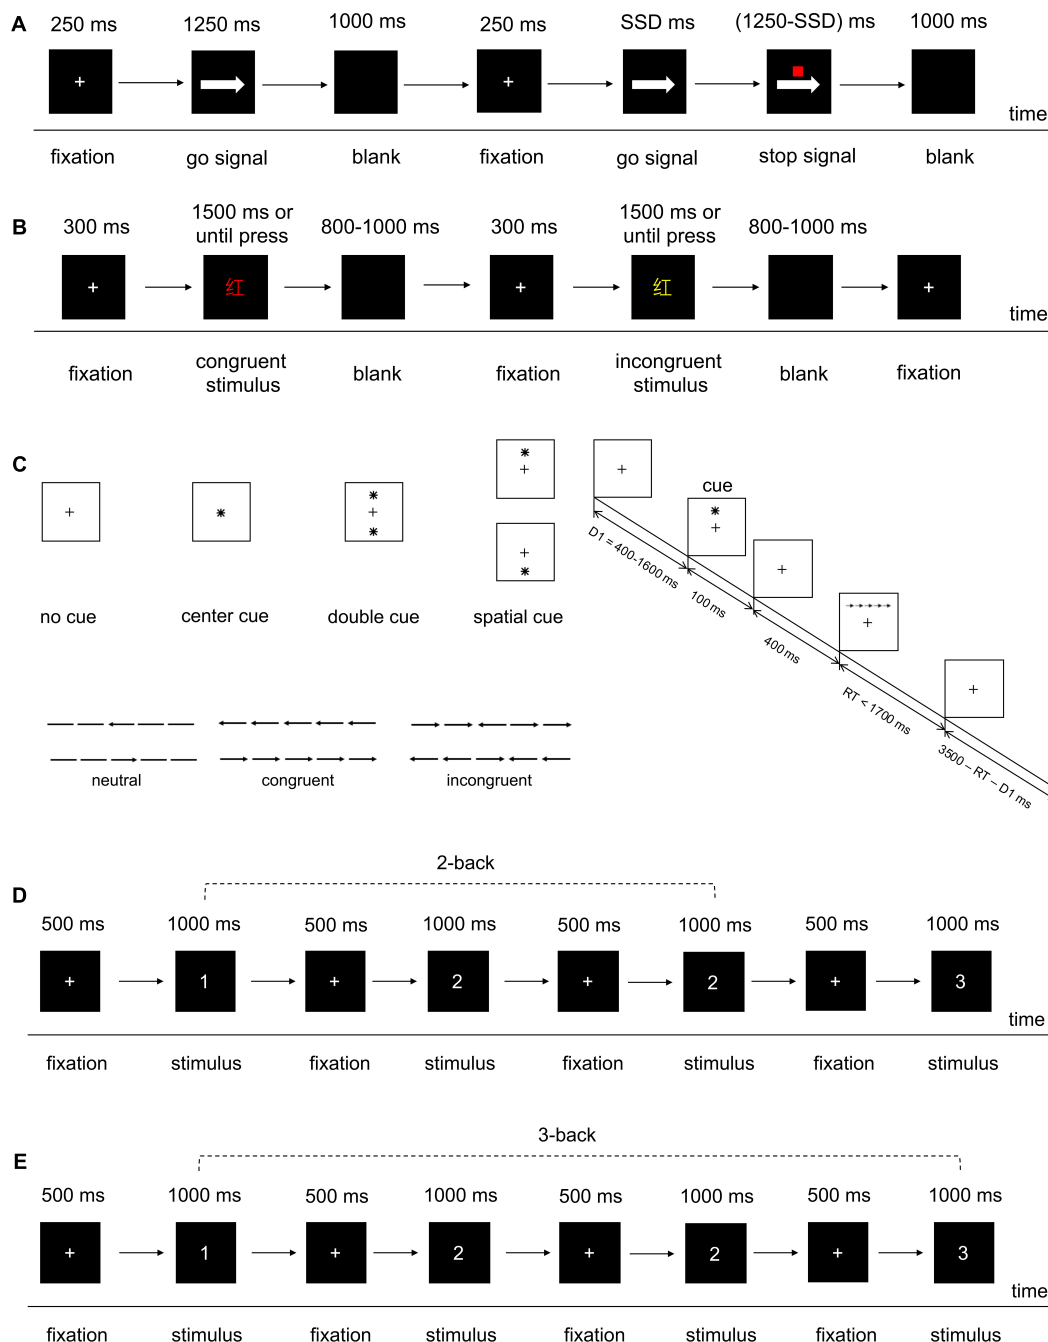 A
250 ms 1250 ms 1000 ms 250 ms SSD ms (1250-SSD) ms 1000 ms
time
fixation go signal blank fixation go signal stop signal blank
B
300 ms 1500 ms or until press 800-1000 ms 300 ms 1500 ms or until press 800-1000 ms
红 红
time
fixation congruent stimulus blank fixation incongruent stimulus blank fixation
C
no cue center cue double cue spatial cue
cue
D1 = 400-1600 ms
100 ms
400 ms
RT < 1700 ms
3500 – RT – D1 ms
neutral congruent incongruent
2-back
D
500 ms 1000 ms 500 ms 1000 ms 500 ms 1000 ms 500 ms 1000 ms
1 2 2 3
time
fixation stimulus fixation stimulus fixation stimulus fixation stimulus
3-back
E
500 ms 1000 ms 500 ms 1000 ms 500 ms 1000 ms 500 ms 1000 ms
1 2 2 3
time
fixation stimulus fixation stimulus fixation stimulus fixation stimulus